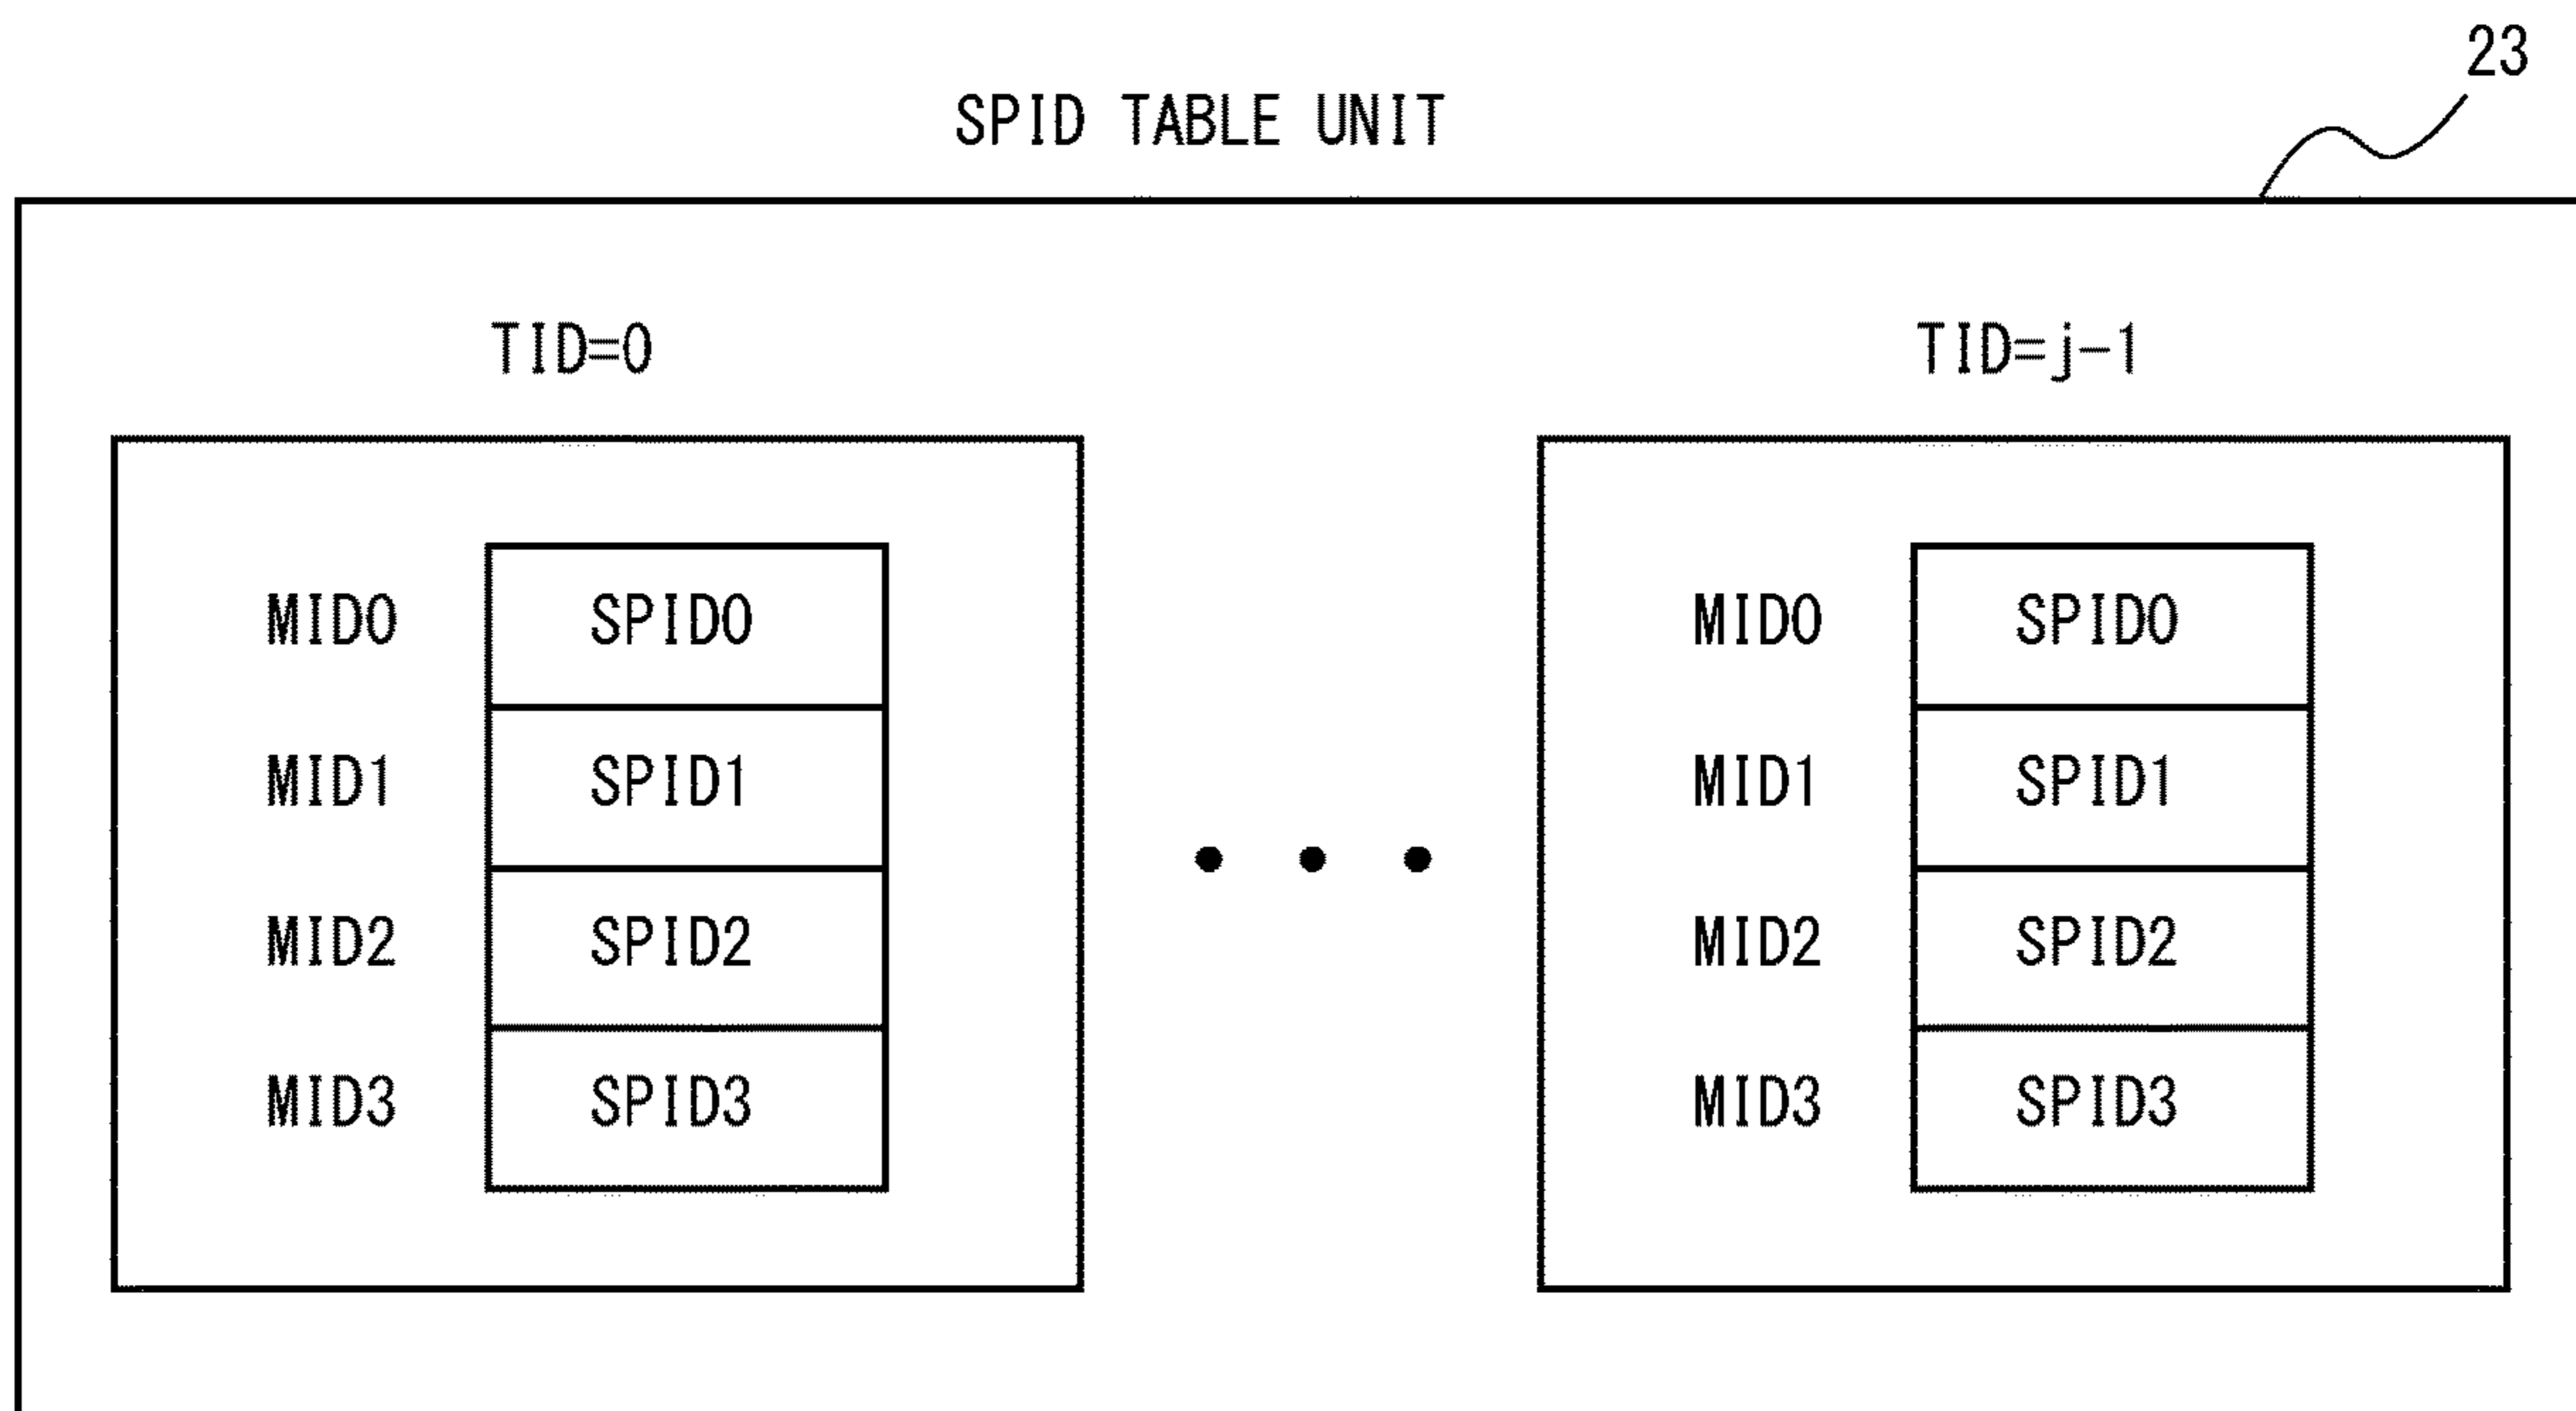 23
SPID TABLE UNIT
TID=0
MID0 SPID0
MID1 SPID1
MID2 SPID2
MID3 SPID3
TID=j-1
MID0 SPID0
MID1 SPID1
MID2 SPID2
MID3 SPID3